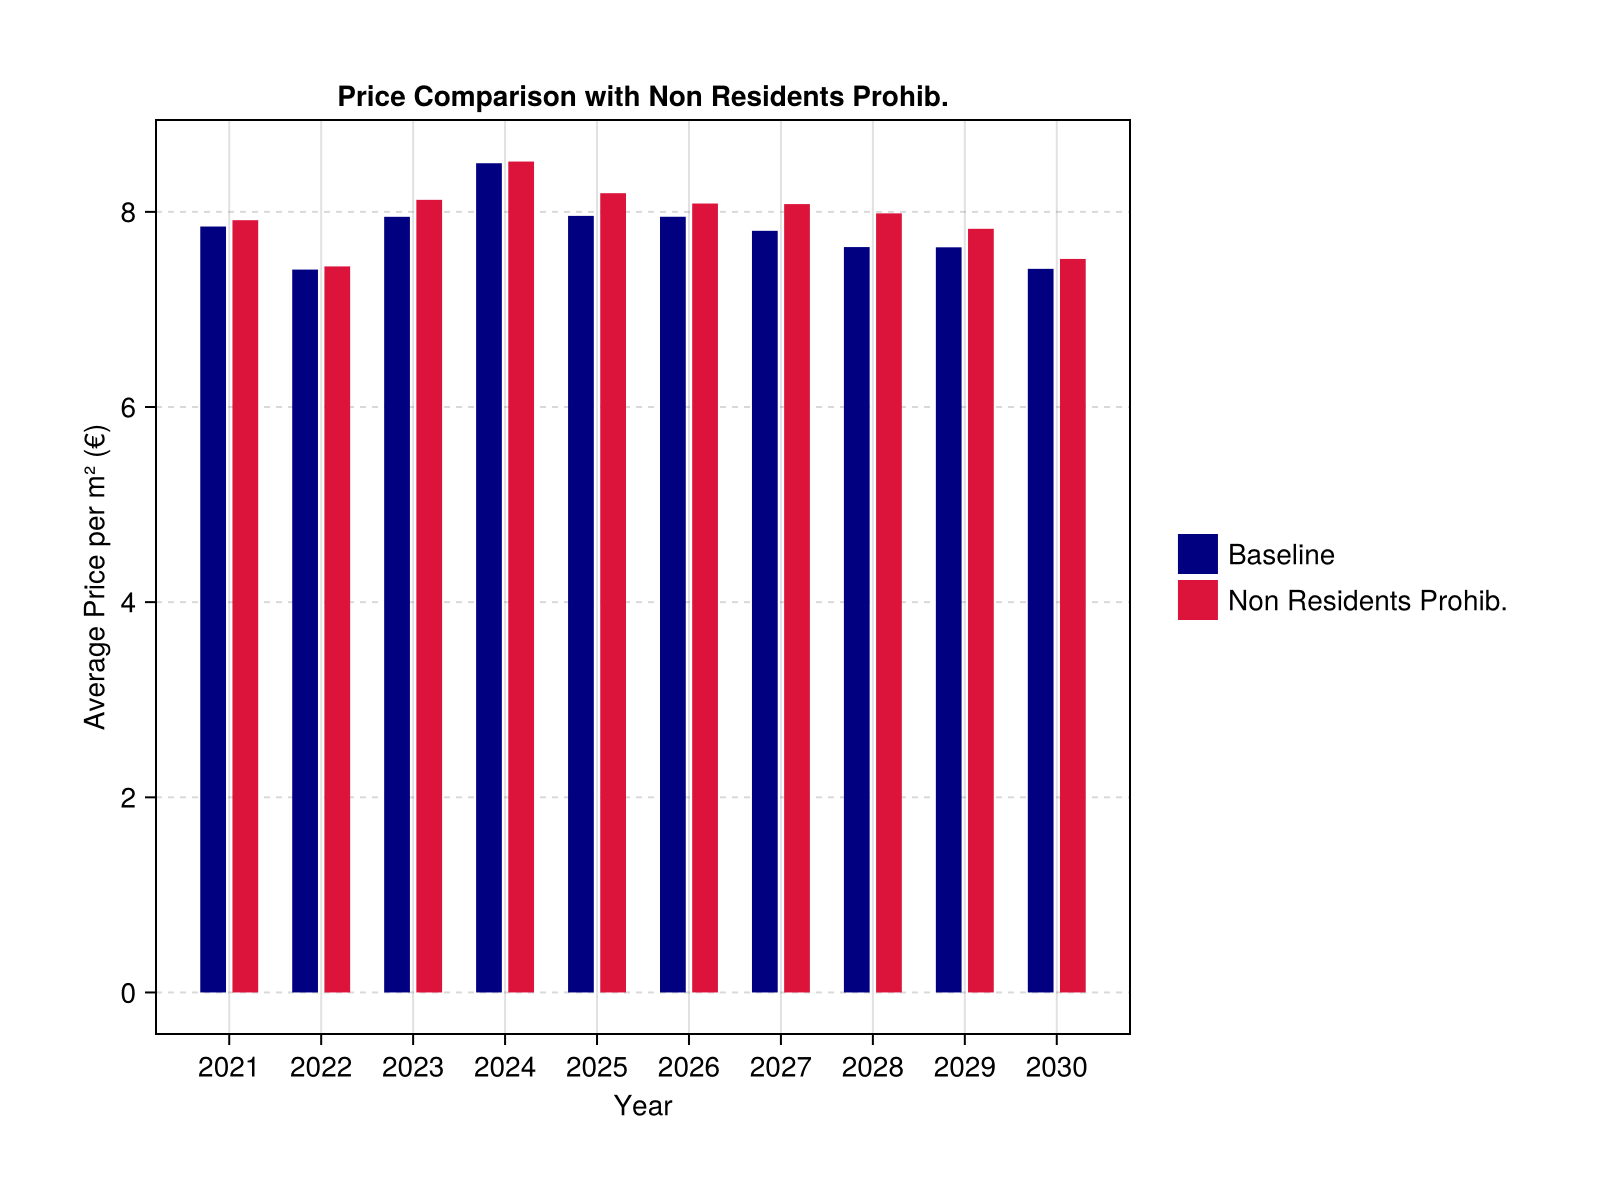 Price Comparison with Non Residents Prohib.
Average Price per m² (€)
8
6
4
2
0
2021 2022 2023 2024 2025 2026 2027 2028 2029 2030
Year
Baseline
Non Residents Prohib.